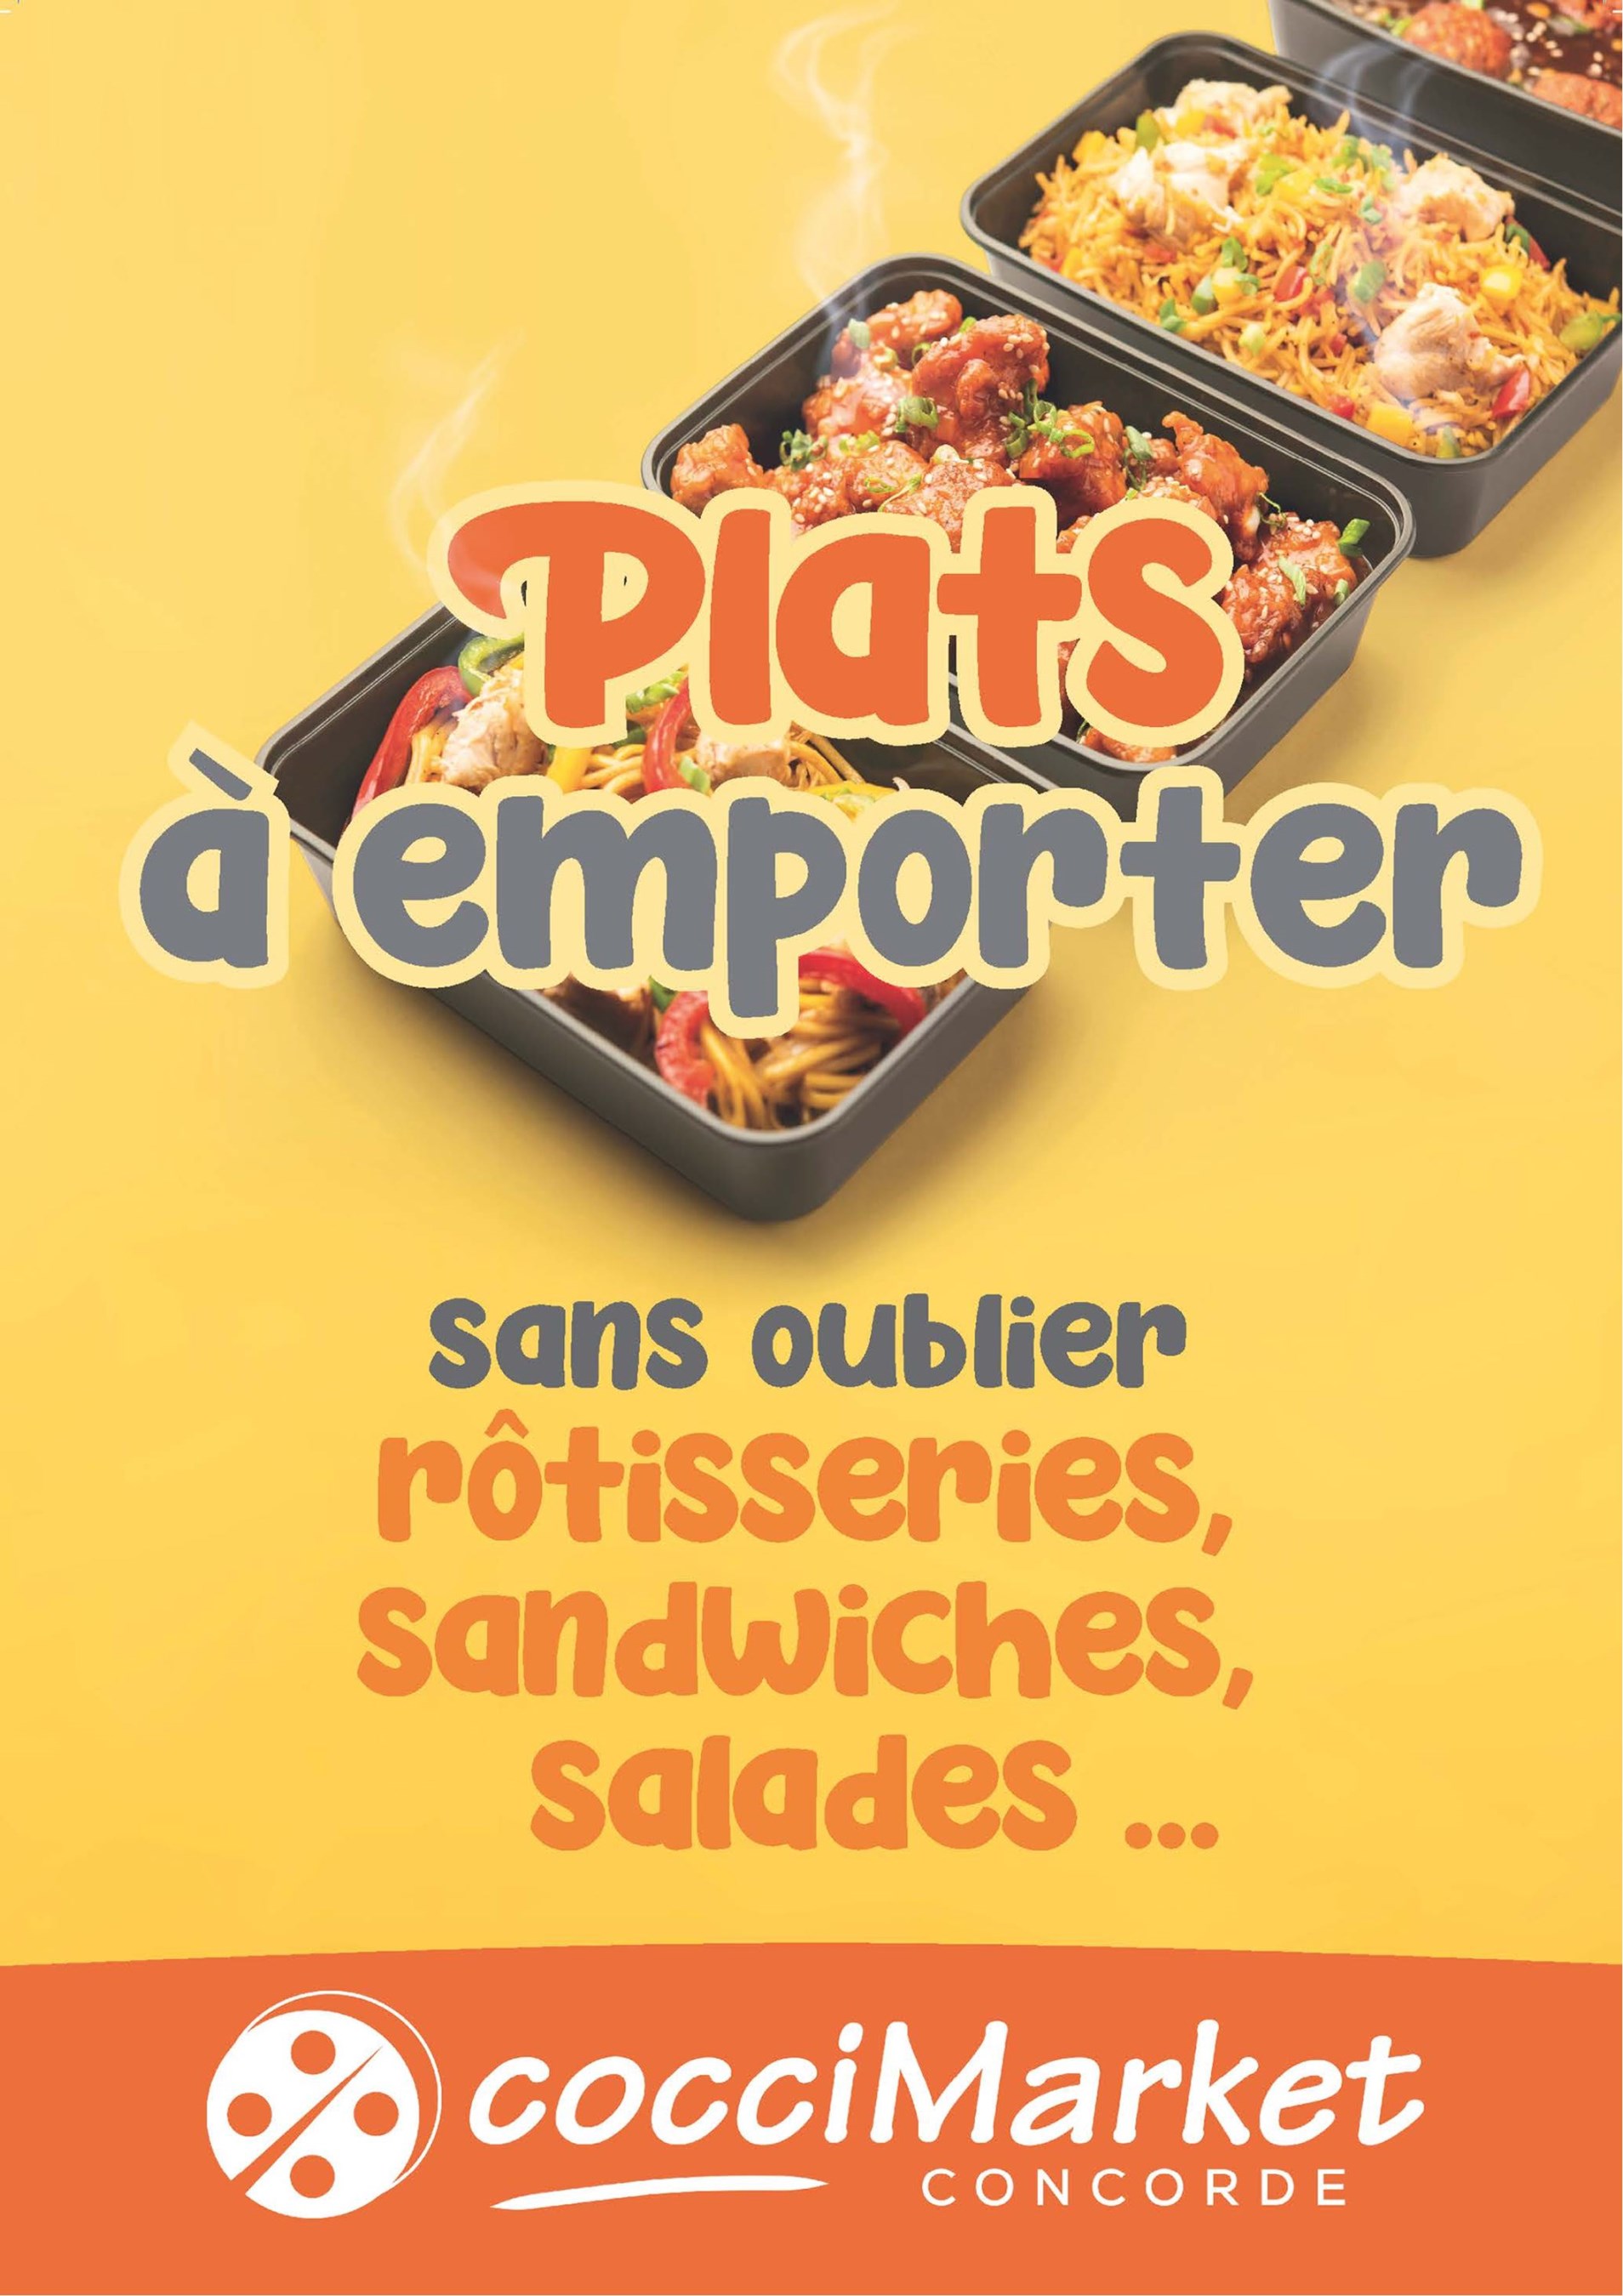 Plats
à emporter
sans oublier
rôtisseries,
sandwiches,
salades ...
cocciMarket
CONCORDE